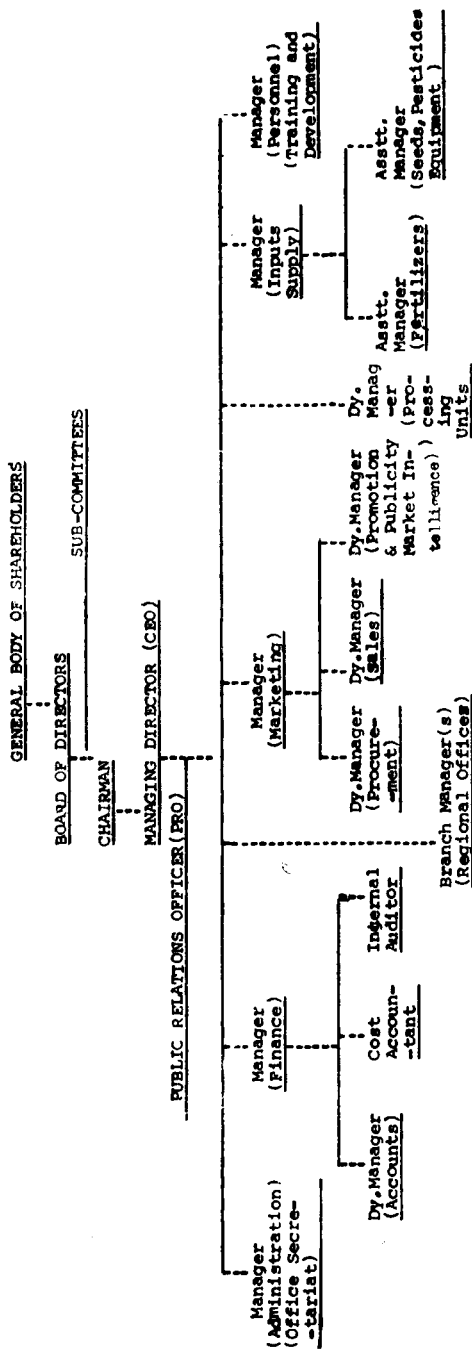 GENERAL BODY OF SHAREHOLDERS
BOARD OF DIRECTORS
SUB-COMMITTEES
CHAIRMAN
MANAGING DIRECTOR (CEO)
PUBLIC RELATIONS OFFICER(PRO)
Manager
(Administration)
(Office Secre-
-tariat)
Manager
(Finance)
Dy.Manager
(Accounts)
Cost
Accoun-
-tant
Internal
Auditor
Branch Manager(s)
(Regional Offices)
Manager
(Marketing)
Dy.Manager
(Procure-
-ment)
Dy.Manager
(Sales)
Dy.Manager
(Promotion
& Publicity
Market In-
telligence))
Dy.
Manag
-er
(Pro-
cess-
ing
Units
Manager
(Inputs
Supply)
Asstt.
Manager
(Fertilizers)
Asstt.
Manager
(Seeds,Pesticides
Equipment )
Manager
(Personnel)
(Training and
Development)